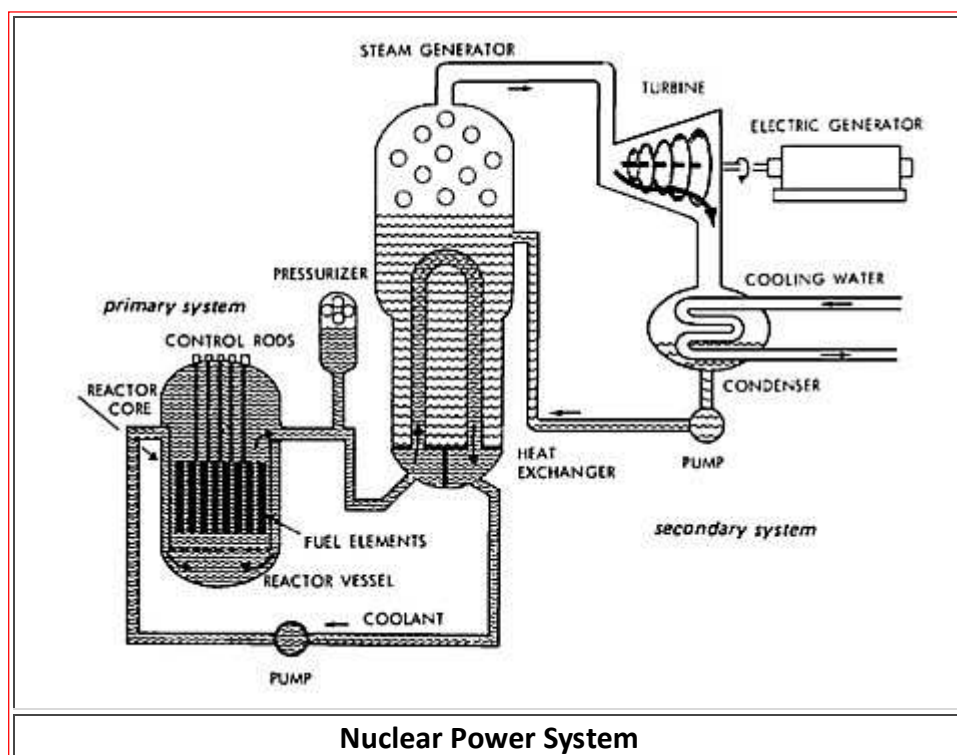 STEAM GENERATOR
TURBINE
ELECTRIC GENERATOR
PRESSURIZER
COOLING WATER
primary system
CONTROL RODS
REACTOR
CORE
CONDENSER
HEAT
EXCHANGER
PUMP
secondary system
FUEL ELEMENTS
REACTOR VESSEL
COOLANT
PUMP
Nuclear Power System